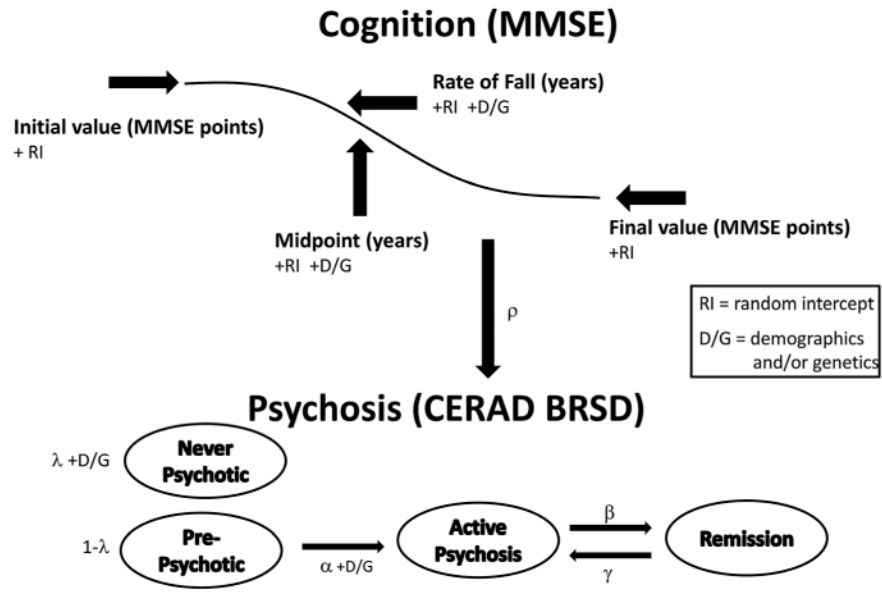 Cognition (MMSE)
Rate of Fall (years)
+RI +D/G
Initial value (MMSE points)
+ RI
Midpoint (years)
+RI +D/G
Final value (MMSE points)
+RI
RI = random intercept
D/G = demographics
and/or genetics
ρ
Psychosis (CERAD BRSD)
λ +D/G
Never
Psychotic
1-λ
Pre-
Psychotic
α +D/G
Active
Psychosis
β
γ
Remission